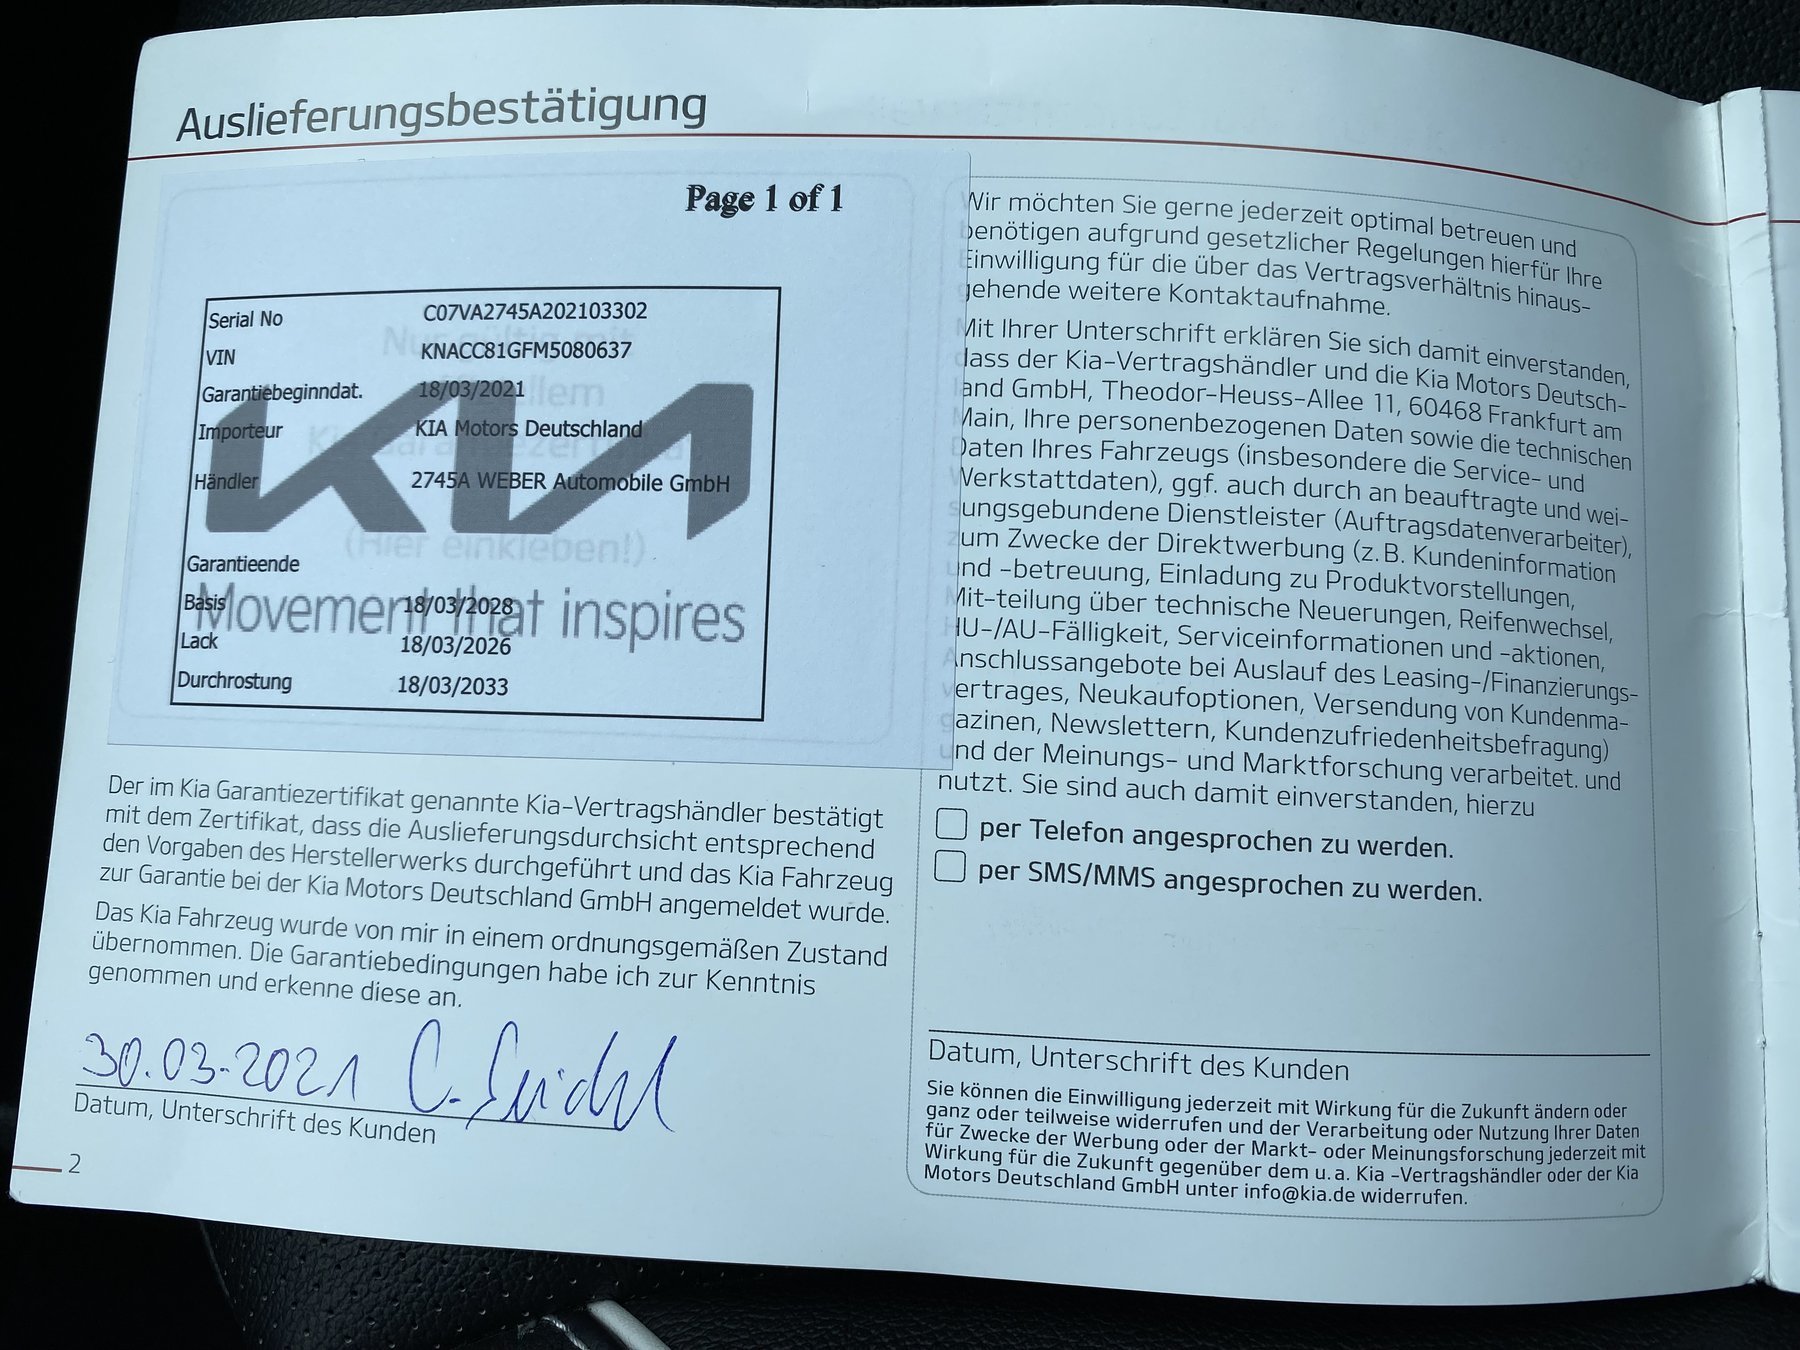 Auslieferungsbestätigung
Page 1 of 1
Serial No C07VA2745A202103302
VIN KNACC81GFM5080637
Garantiebeginndat. 18/03/2021
Importeur KIA Motors Deutschland
Händler 2745A WEBER Automobile GmbH
KIA
(Hier einkleben!)
Garantieende
Movement that inspires
Basis 18/03/2028
Lack 18/03/2026
Durchrostung 18/03/2033
Der im Kia Garantiezertifikat genannte Kia-Vertragshändler bestätigt
mit dem Zertifikat, dass die Auslieferungsdurchsicht entsprechend
den Vorgaben des Herstellerwerks durchgeführt und das Kia Fahrzeug
zur Garantie bei der Kia Motors Deutschland GmbH angemeldet wurde.
Das Kia Fahrzeug wurde von mir in einem ordnungsgemäßen Zustand
übernommen. Die Garantiebedingungen habe ich zur Kenntnis
genommen und erkenne diese an.
30.03.2021 C. Seidel
Datum, Unterschrift des Kunden
2
Wir möchten Sie gerne jederzeit optimal betreuen und
benötigen aufgrund gesetzlicher Regelungen hierfür Ihre
Einwilligung für die über das Vertragsverhältnis hinaus-
gehende weitere Kontaktaufnahme.
Mit Ihrer Unterschrift erklären Sie sich damit einverstanden,
dass der Kia-Vertragshändler und die Kia Motors Deutsch-
land GmbH, Theodor-Heuss-Allee 11, 60468 Frankfurt am
Main, Ihre personenbezogenen Daten sowie die technischen
Daten Ihres Fahrzeugs (insbesondere die Service- und
Werkstattdaten), ggf. auch durch an beauftragte und wei-
sungsgebundene Dienstleister (Auftragsdatenverarbeiter),
zum Zwecke der Direktwerbung (z.B. Kundeninformation
und -betreuung, Einladung zu Produktvorstellungen,
Mit-teilung über technische Neuerungen, Reifenwechsel,
HU-/AU-Fälligkeit, Serviceinformationen und -aktionen,
Anschlussangebote bei Auslauf des Leasing-/Finanzierungs-
vertrages, Neukaufoptionen, Versendung von Kundenma-
gazinen, Newslettern, Kundenzufriedenheitsbefragung)
und der Meinungs- und Marktforschung verarbeitet. und
nutzt. Sie sind auch damit einverstanden, hierzu
per Telefon angesprochen zu werden.
per SMS/MMS angesprochen zu werden.
Datum, Unterschrift des Kunden
Sie können die Einwilligung jederzeit mit Wirkung für die Zukunft ändern oder
ganz oder teilweise widerrufen und der Verarbeitung oder Nutzung Ihrer Daten
für Zwecke der Werbung oder der Markt- oder Meinungsforschung jederzeit mit
Wirkung für die Zukunft gegenüber dem u.a. Kia -Vertragshändler oder der Kia
Motors Deutschland GmbH unter info@kia.de widerrufen.